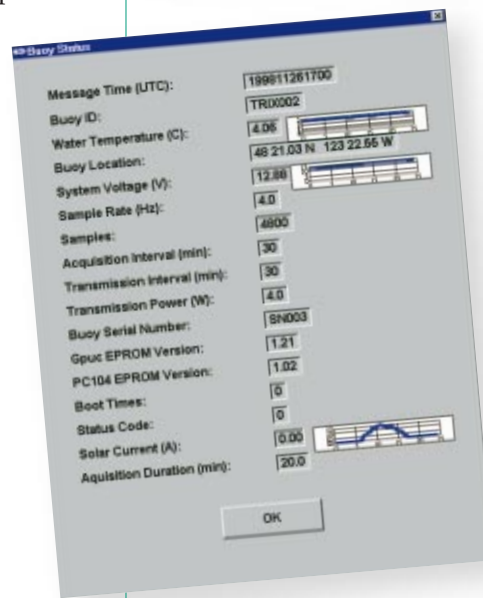 Buoy Status
Message Time (UTC): 199811261700
Buoy ID: TRIX002
Water Temperature (C): 4.06
Buoy Location: 48 21.03 N 123 22.55 W
System Voltage (V): 12.88
Sample Rate (Hz): 4.0
Samples: 4800
Acquisition Interval (min): 30
Transmission Interval (min): 30
Transmission Power (W): 4.0
Buoy Serial Number: SN003
Gpuc EPROM Version: 1.21
PC104 EPROM Version: 1.02
Boot Times: 0
Status Code: 0
Solar Current (A): 0.00
Aquisition Duration (min): 20.0
OK